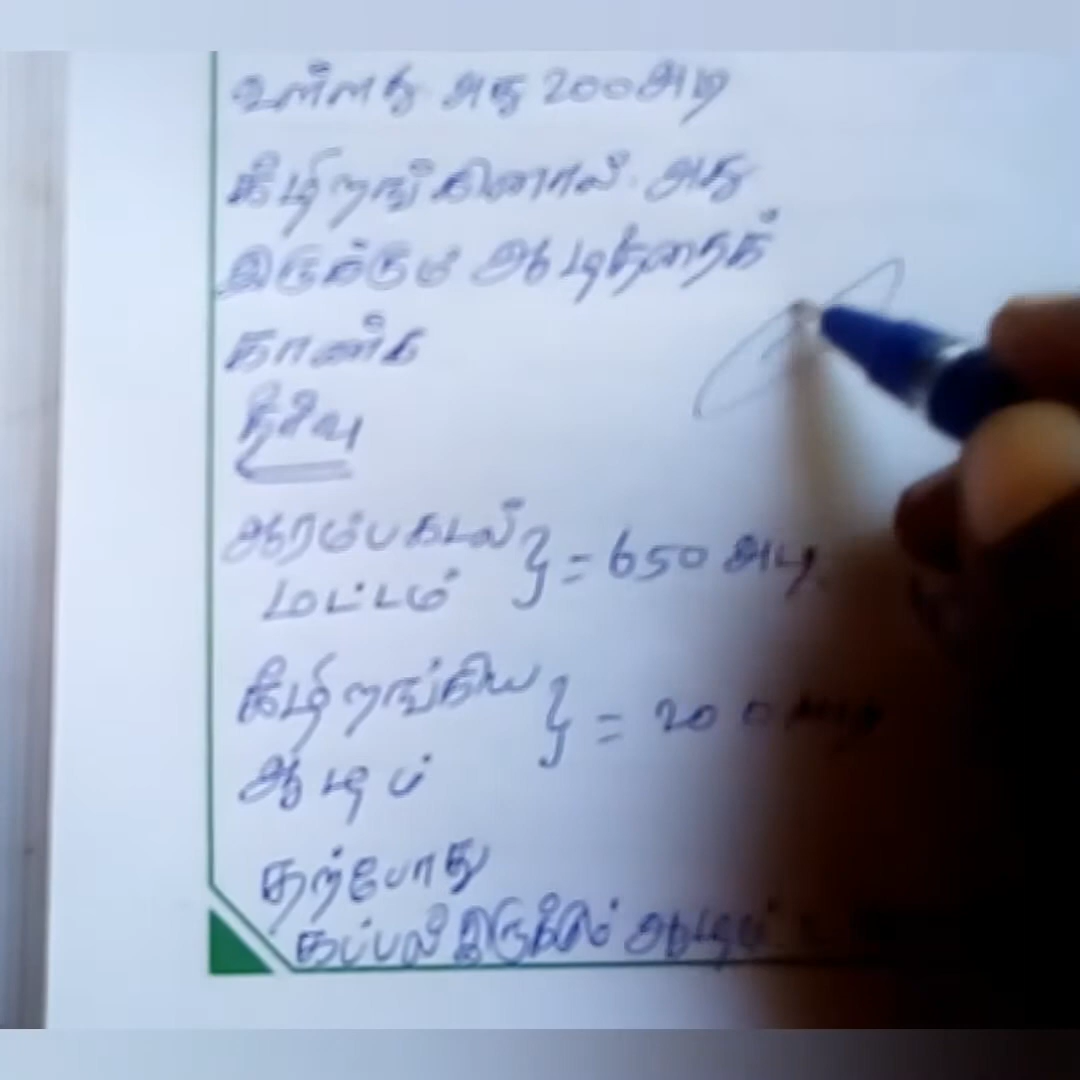 உள்ளது அது 200 அடி
கீழிறங்கினால் அது
இருக்கும் ஆழத்தைக்
காண்க
தீர்வு
ஆரம்பகடல்
மட்டம் } = 650 அடி
கீழிறங்கிய
ஆழம் } = 200 அடி
தற்போது
கப்பல் இருக்கும் ஆழம்